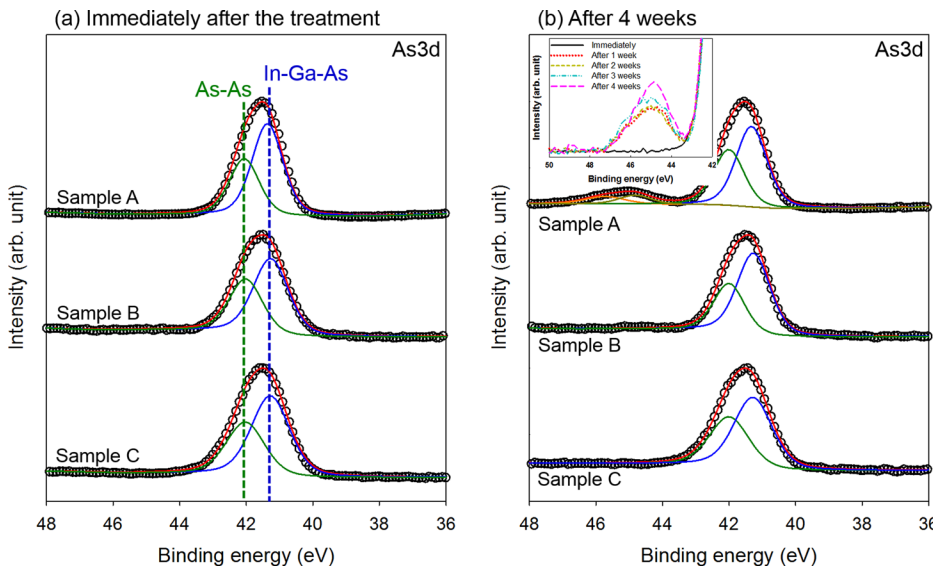 (a) Immediately after the treatment
As3d
In-Ga-As
As-As
Sample A
Sample B
Sample C
Intensity (arb. unit)
48 46 44 42 40 38 36
Binding energy (eV)
(b) After 4 weeks
As3d
Immediately
After 1 week
After 2 weeks
After 3 weeks
After 4 weeks
Intensity (arb. unit)
50 48 46 44 42
Binding energy (eV)
Sample A
Sample B
Sample C
Intensity (arb. unit)
48 46 44 42 40 38 36
Binding energy (eV)